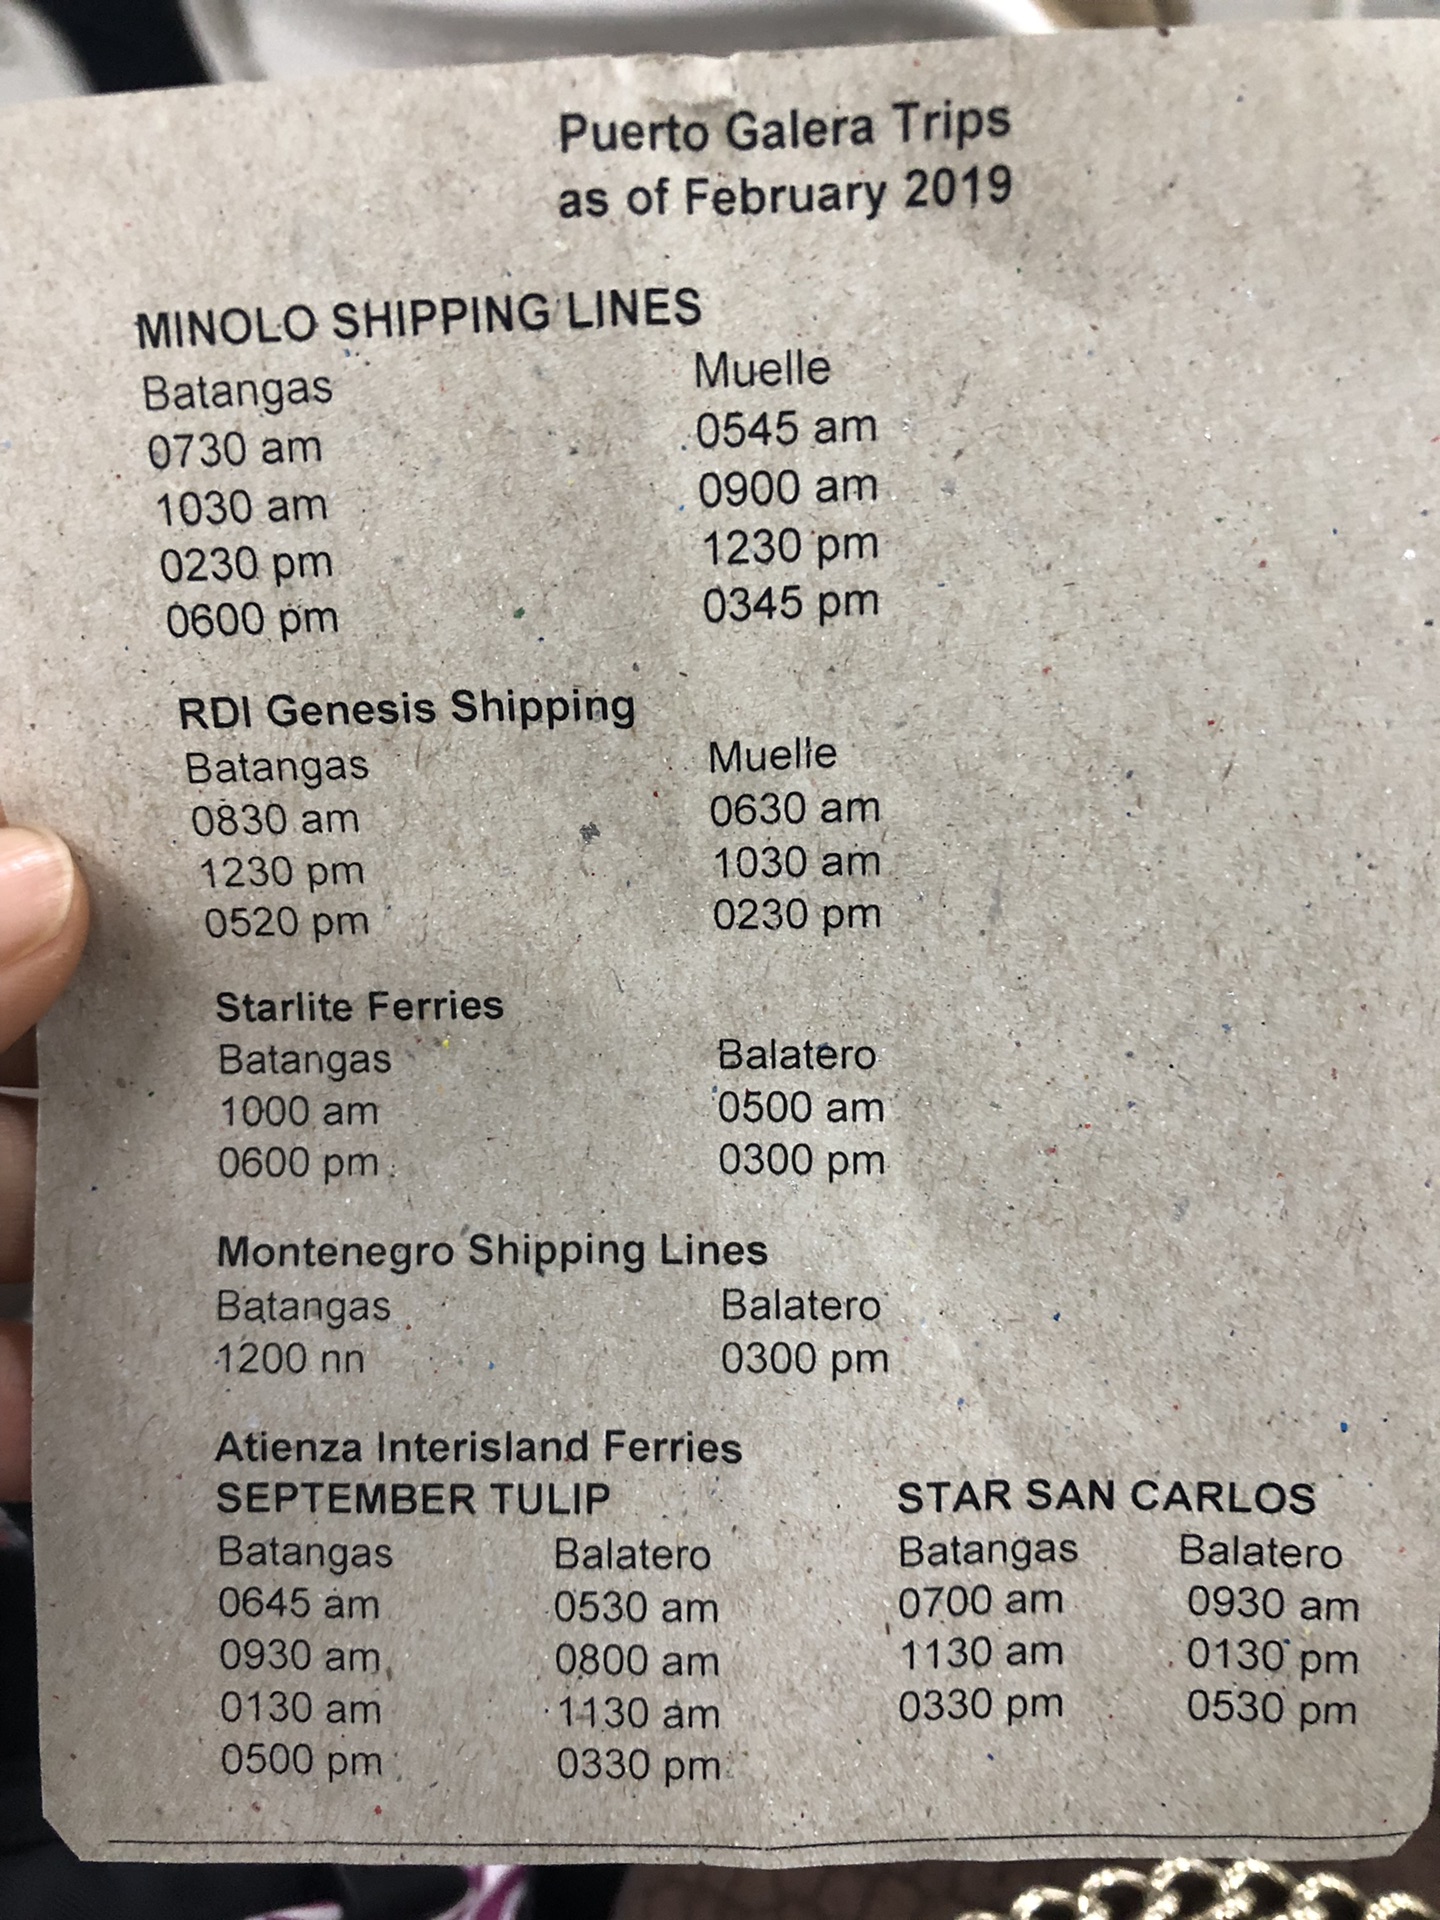 Puerto Galera Trips
as of February 2019
MINOLO SHIPPING LINES
Batangas Muelle
0730 am 0545 am
1030 am 0900 am
0230 pm 1230 pm
0600 pm 0345 pm
RDI Genesis Shipping
Batangas Muelle
0830 am 0630 am
1230 pm 1030 am
0520 pm 0230 pm
Starlite Ferries
Batangas Balatero
1000 am 0500 am
0600 pm 0300 pm
Montenegro Shipping Lines
Batangas Balatero
1200 nn 0300 pm
Atienza Interisland Ferries
SEPTEMBER TULIP STAR SAN CARLOS
Batangas Balatero Batangas Balatero
0645 am 0530 am 0700 am 0930 am
0930 am 0800 am 1130 am 0130 pm
0130 am 1130 am 0330 pm 0530 pm
0500 pm 0330 pm